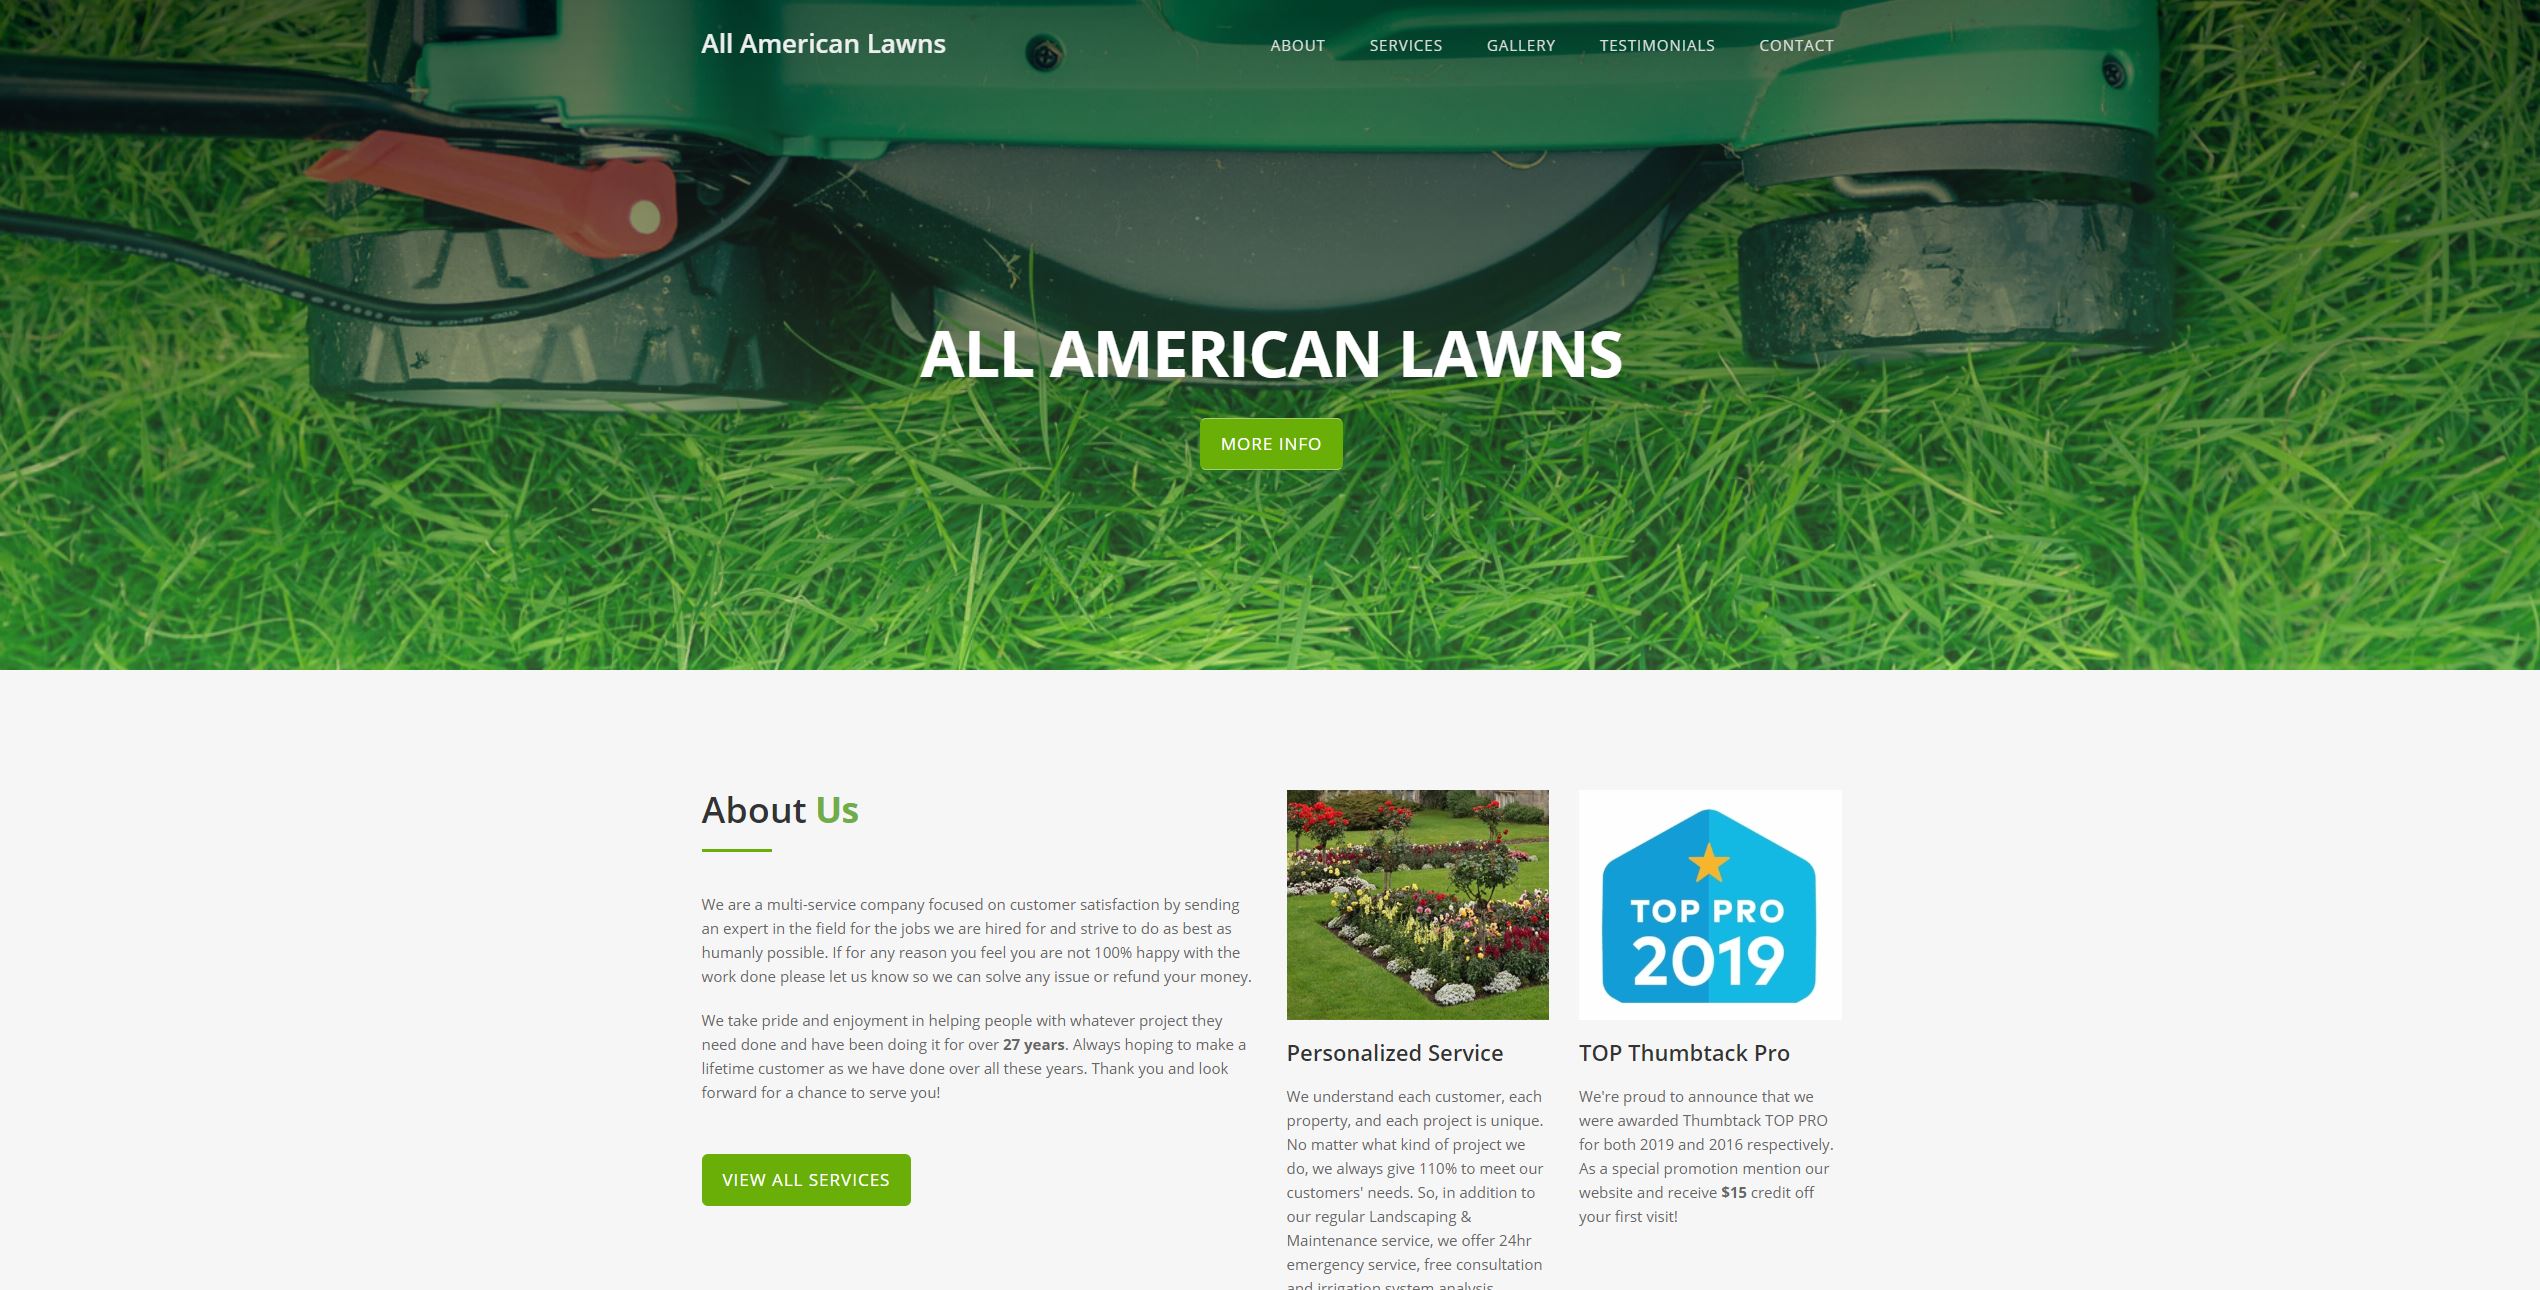 All American Lawns
ABOUT SERVICES GALLERY TESTIMONIALS CONTACT
ALL AMERICAN LAWNS
MORE INFO
About Us
We are a multi-service company focused on customer satisfaction by sending
an expert in the field for the jobs we are hired for and strive to do as best as
humanly possible. If for any reason you feel you are not 100% happy with the
work done please let us know so we can solve any issue or refund your money.
We take pride and enjoyment in helping people with whatever project they
need done and have been doing it for over 27 years. Always hoping to make a
lifetime customer as we have done over all these years. Thank you and look
forward for a chance to serve you!
VIEW ALL SERVICES
Personalized Service
We understand each customer, each
property, and each project is unique.
No matter what kind of project we
do, we always give 110% to meet our
customers' needs. So, in addition to
our regular Landscaping &
Maintenance service, we offer 24hr
emergency service, free consultation
and irrigation system analysis
TOP PRO
2019
TOP Thumbtack Pro
We're proud to announce that we
were awarded Thumbtack TOP PRO
for both 2019 and 2016 respectively.
As a special promotion mention our
website and receive $15 credit off
your first visit!